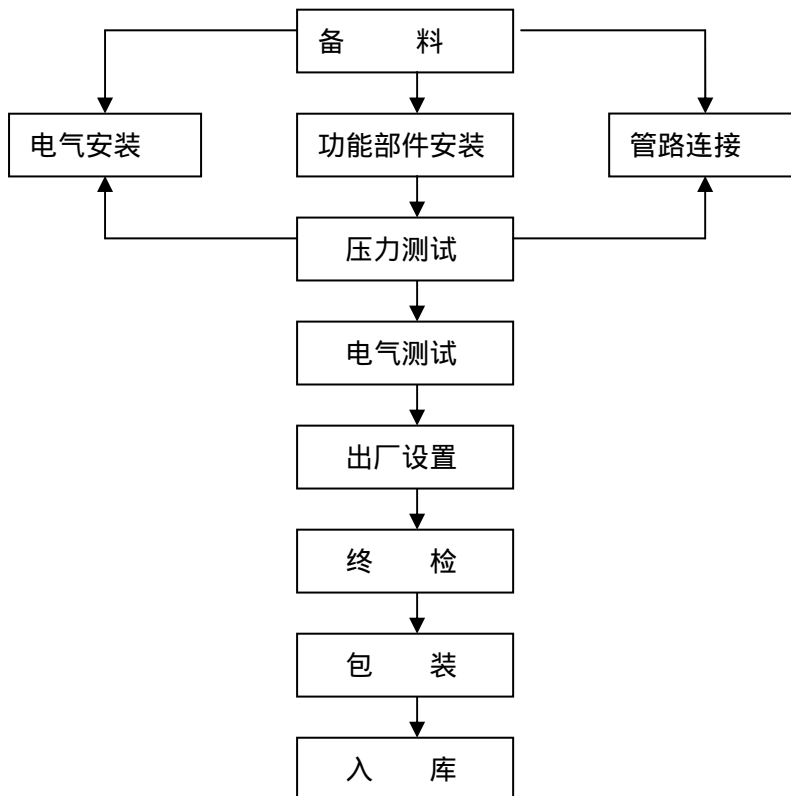 备 料
电气安装
功能部件安装
管路连接
压力测试
电气测试
出厂设置
终 检
包 装
入 库